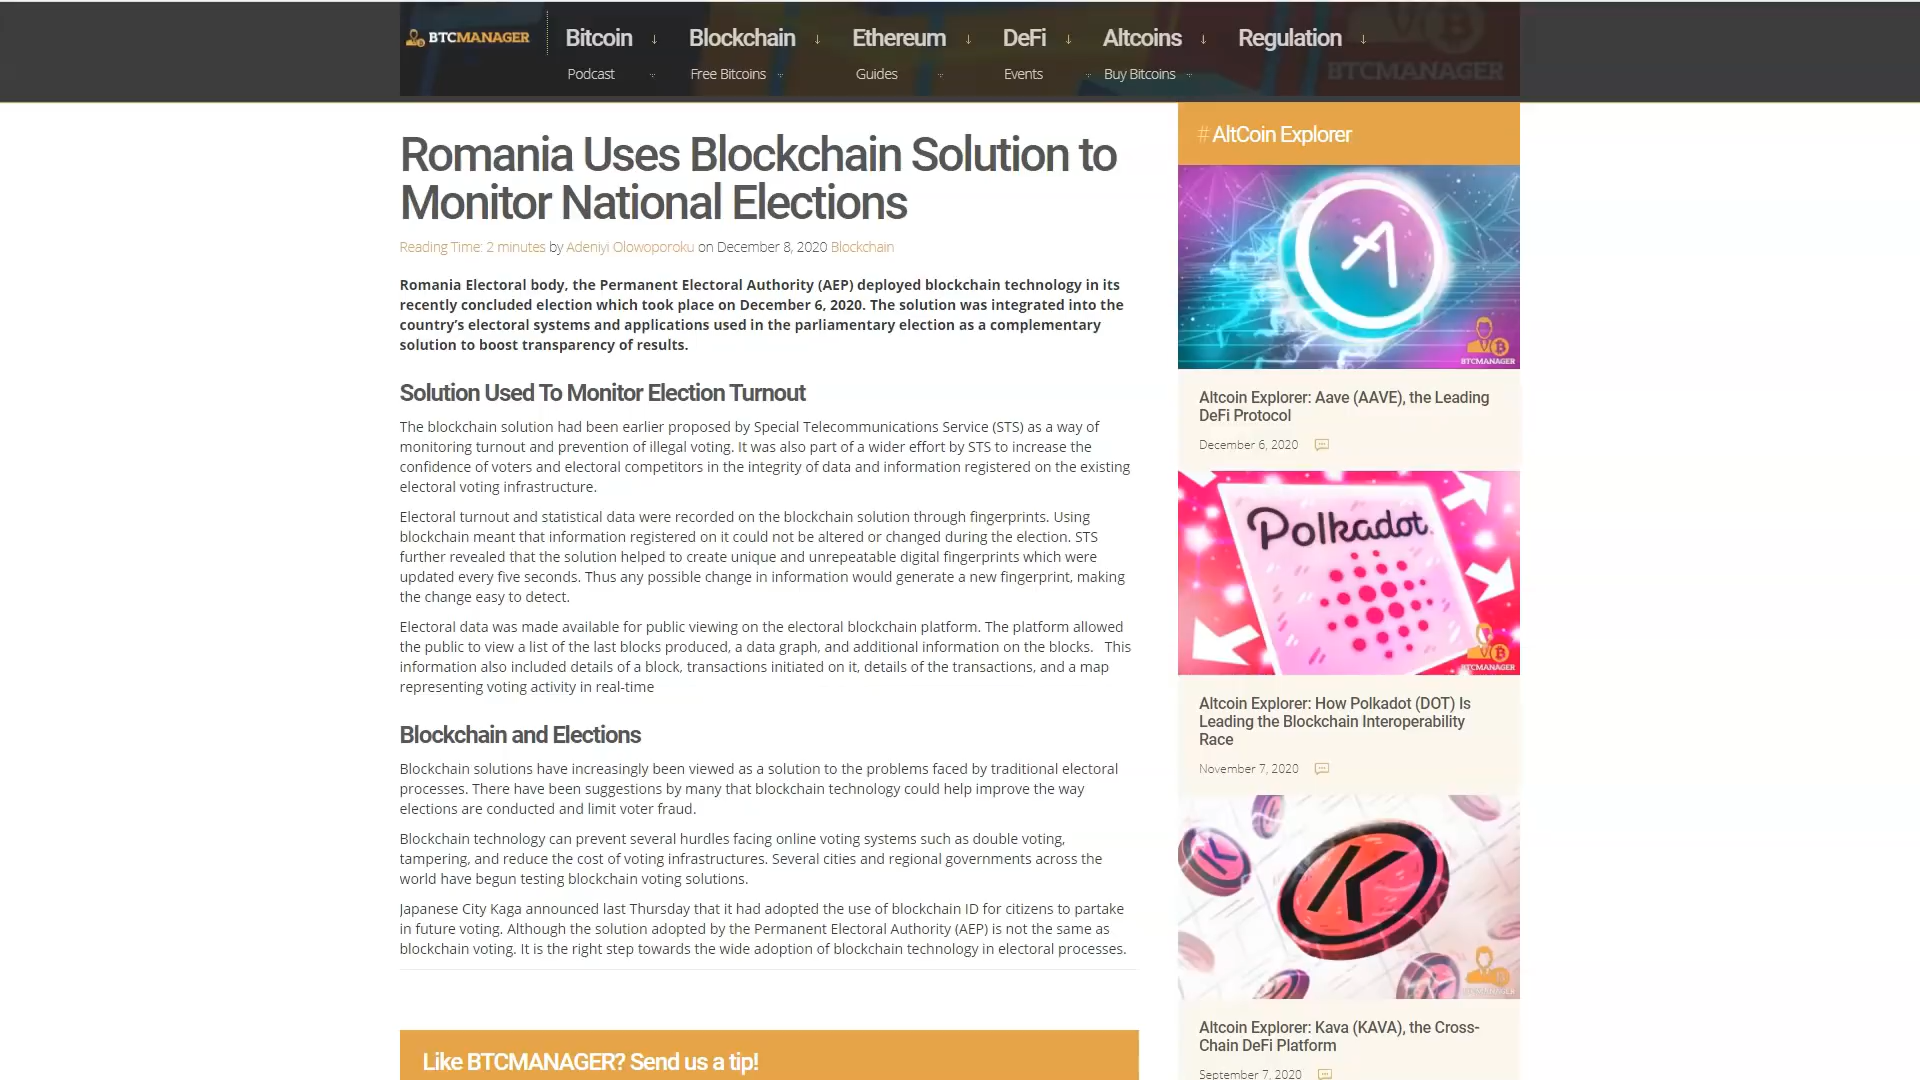 BTCMANAGER
Bitcoin ↓ Blockchain ↓ Ethereum ↓ DeFi ↓ Altcoins ↓ Regulation ↓
Podcast Free Bitcoins Guides Events Buy Bitcoins
BTCMANAGER
Romania Uses Blockchain Solution to
Monitor National Elections
Reading Time: 2 minutes by Adeniyi Olowoporoku on December 8, 2020 Blockchain
Romania Electoral body, the Permanent Electoral Authority (AEP) deployed blockchain technology in its
recently concluded election which took place on December 6, 2020. The solution was integrated into the
country’s electoral systems and applications used in the parliamentary election as a complementary
solution to boost transparency of results.
Solution Used To Monitor Election Turnout
The blockchain solution had been earlier proposed by Special Telecommunications Service (STS) as a way of
monitoring turnout and prevention of illegal voting. It was also part of a wider effort by STS to increase the
confidence of voters and electoral competitors in the integrity of data and information registered on the existing
electoral voting infrastructure.
Electoral turnout and statistical data were recorded on the blockchain solution through fingerprints. Using
blockchain meant that information registered on it could not be altered or changed during the election. STS
further revealed that the solution helped to create unique and unrepeatable digital fingerprints which were
updated every five seconds. Thus any possible change in information would generate a new fingerprint, making
the change easy to detect.
Electoral data was made available for public viewing on the electoral blockchain platform. The platform allowed
the public to view a list of the last blocks produced, a data graph, and additional information on the blocks. This
information also included details of a block, transactions initiated on it, details of the transactions, and a map
representing voting activity in real-time
Blockchain and Elections
Blockchain solutions have increasingly been viewed as a solution to the problems faced by traditional electoral
processes. There have been suggestions by many that blockchain technology could help improve the way
elections are conducted and limit voter fraud.
Blockchain technology can prevent several hurdles facing online voting systems such as double voting,
tampering, and reduce the cost of voting infrastructures. Several cities and regional governments across the
world have begun testing blockchain voting solutions.
Japanese City Kaga announced last Thursday that it had adopted the use of blockchain ID for citizens to partake
in future voting. Although the solution adopted by the Permanent Electoral Authority (AEP) is not the same as
blockchain voting. It is the right step towards the wide adoption of blockchain technology in electoral processes.
Like BTCMANAGER? Send us a tip!
# AltCoin Explorer
BTCMANAGER
Altcoin Explorer: Aave (AAVE), the Leading
DeFi Protocol
December 6, 2020
Polkadot.
BTCMANAGER
Altcoin Explorer: How Polkadot (DOT) Is
Leading the Blockchain Interoperability
Race
November 7, 2020
BTCMANAGER
Altcoin Explorer: Kava (KAVA), the Cross-
Chain DeFi Platform
September 7, 2020